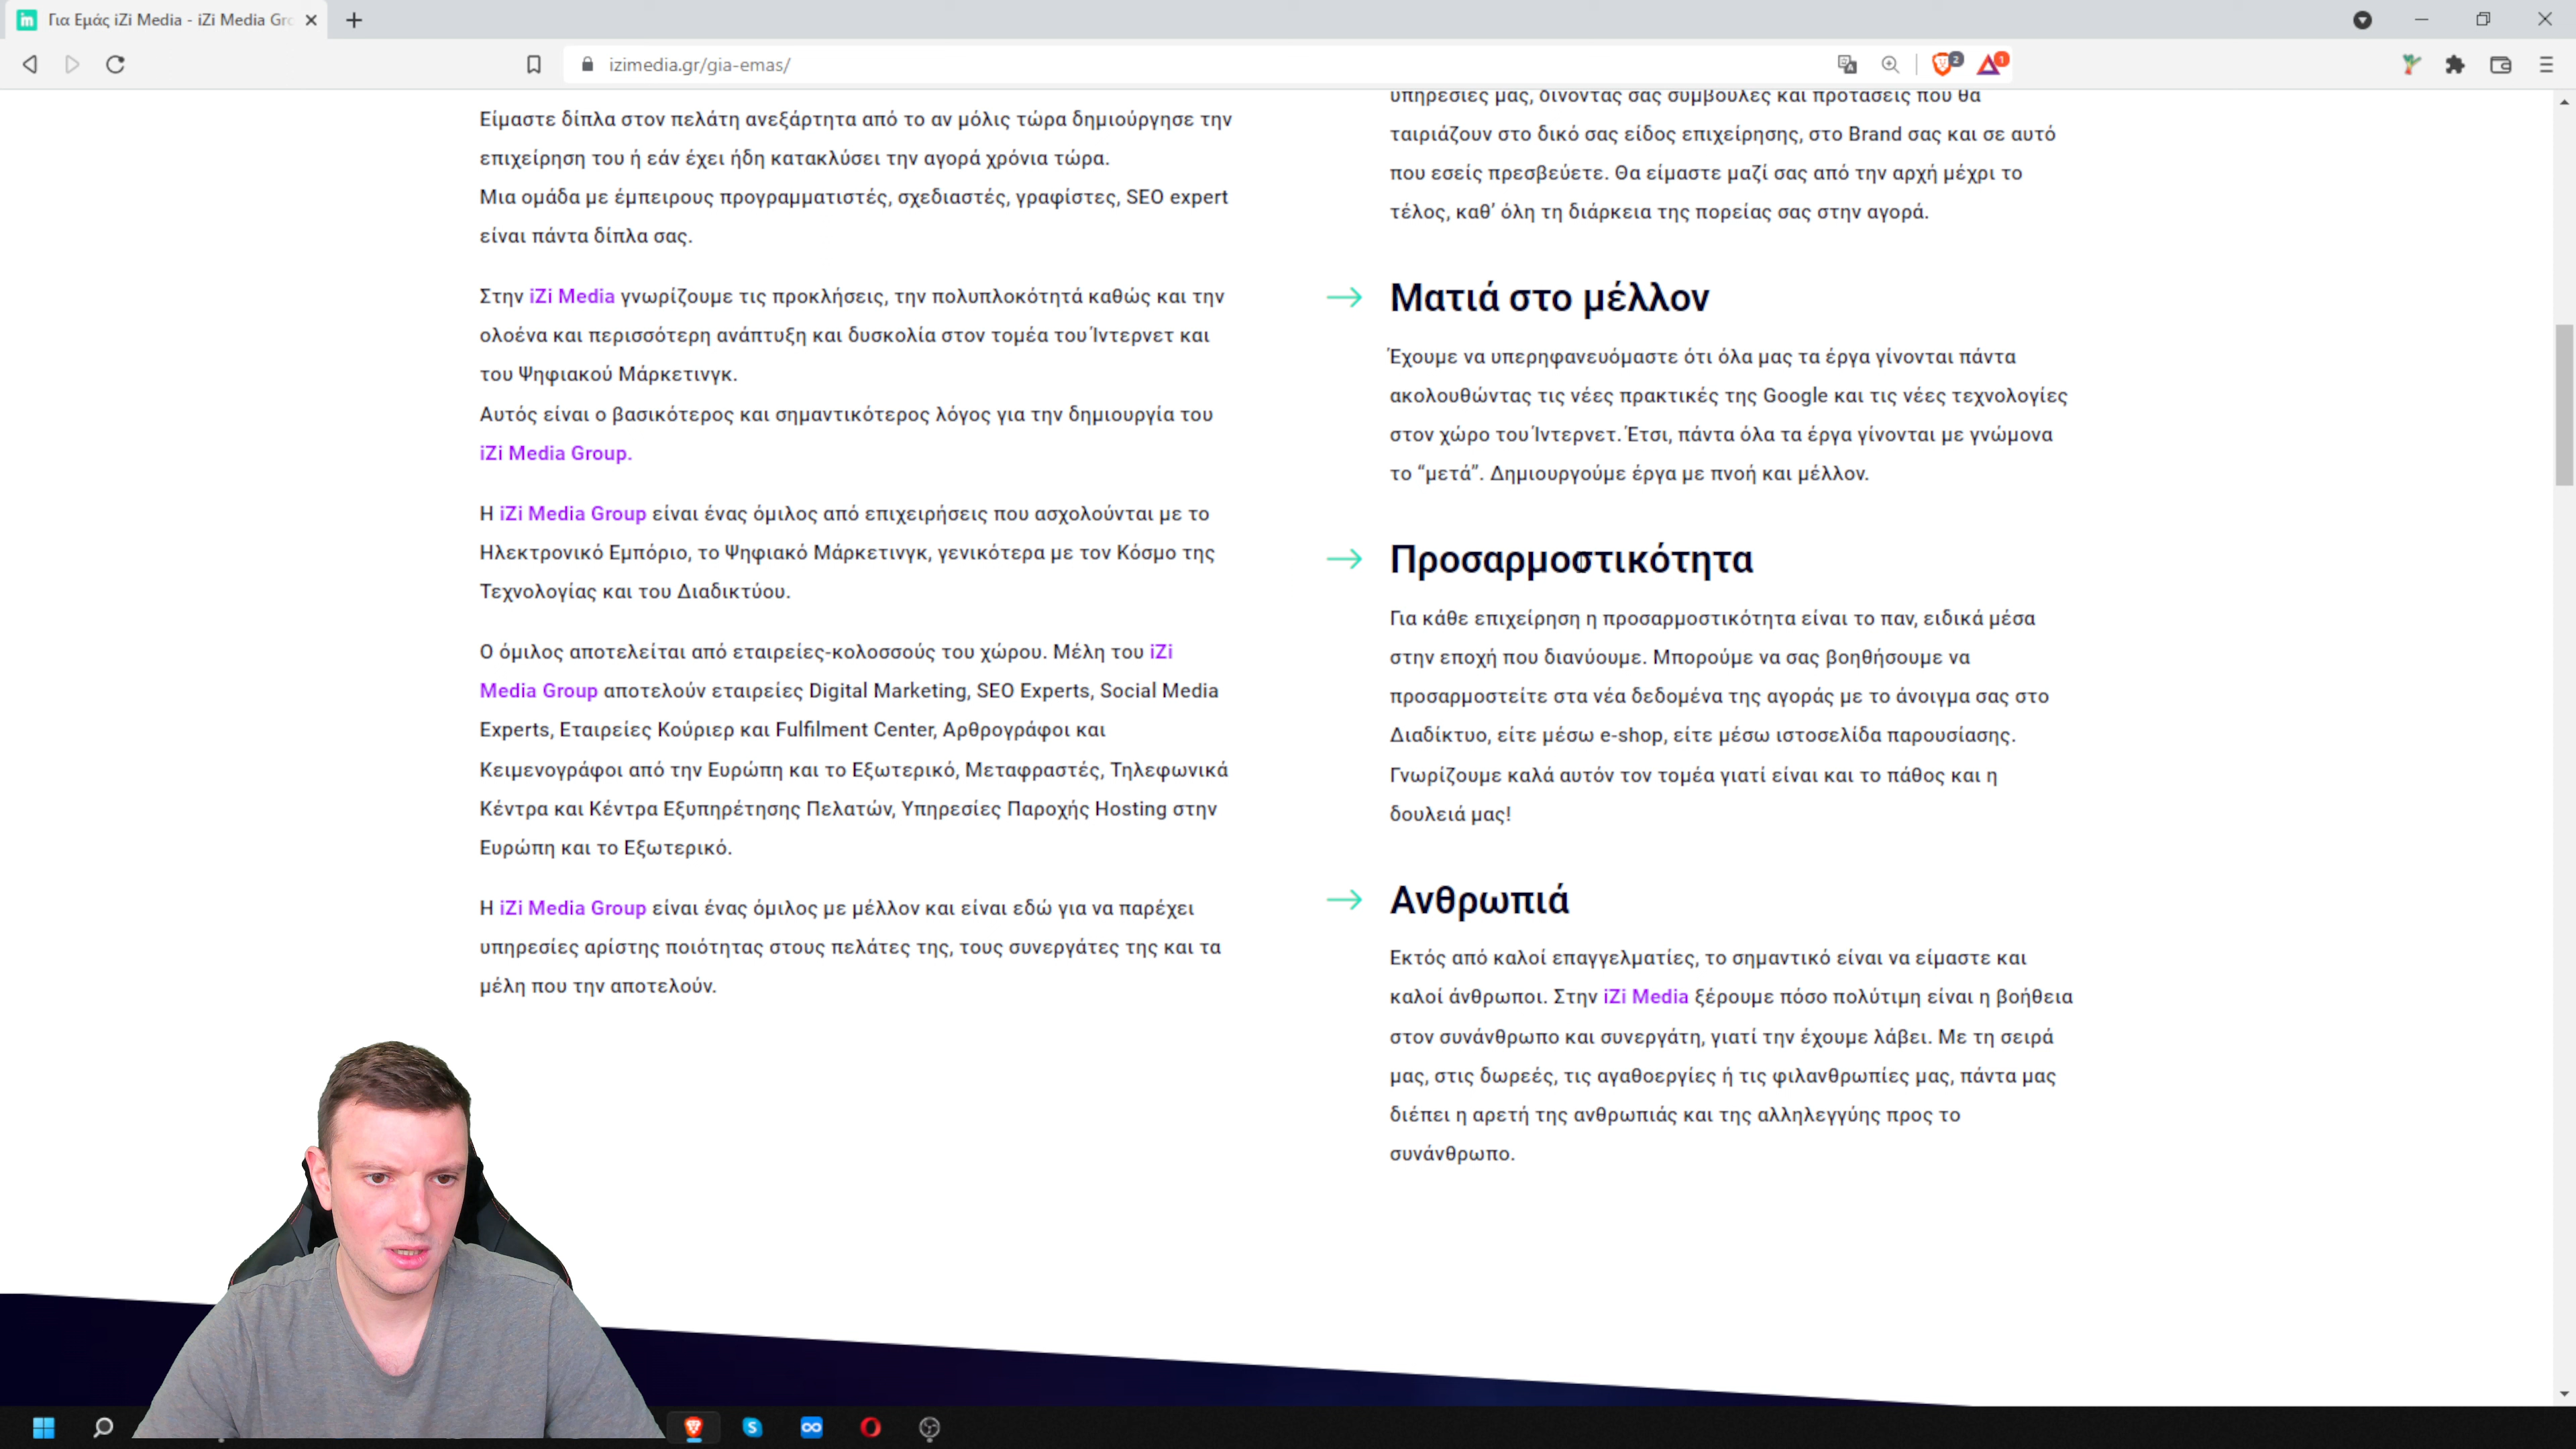 Για Εμάς iZi Media - iZi Media Gro
izimedia.gr/gia-emas/
2
1
Είμαστε δίπλα στον πελάτη ανεξάρτητα από το αν μόλις τώρα δημιούργησε την
επιχείρηση του ή εάν έχει ήδη κατακλύσει την αγορά χρόνια τώρα.
Μια ομάδα με έμπειρους προγραμματιστές, σχεδιαστές, γραφίστες, SEO expert
είναι πάντα δίπλα σας.
Στην iZi Media γνωρίζουμε τις προκλήσεις, την πολυπλοκότητά καθώς και την
ολοένα και περισσότερη ανάπτυξη και δυσκολία στον τομέα του Ίντερνετ και
του Ψηφιακού Μάρκετινγκ.
Αυτός είναι ο βασικότερος και σημαντικότερος λόγος για την δημιουργία του
iZi Media Group.
Η iZi Media Group είναι ένας όμιλος από επιχειρήσεις που ασχολούνται με το
Ηλεκτρονικό Εμπόριο, το Ψηφιακό Μάρκετινγκ, γενικότερα με τον Κόσμο της
Τεχνολογίας και του Διαδικτύου.
Ο όμιλος αποτελείται από εταιρείες-κολοσσούς του χώρου. Μέλη του iZi
Media Group αποτελούν εταιρείες Digital Marketing, SEO Experts, Social Media
Experts, Εταιρείες Κούριερ και Fulfilment Center, Αρθρογράφοι και
Κειμενογράφοι από την Ευρώπη και το Εξωτερικό, Μεταφραστές, Τηλεφωνικά
Κέντρα και Κέντρα Εξυπηρέτησης Πελατών, Υπηρεσίες Παροχής Hosting στην
Ευρώπη και το Εξωτερικό.
Η iZi Media Group είναι ένας όμιλος με μέλλον και είναι εδώ για να παρέχει
υπηρεσίες αρίστης ποιότητας στους πελάτες της, τους συνεργάτες της και τα
μέλη που την αποτελούν.
υπηρεσίες μας, δίνοντάς σας συμβουλές και προτάσεις που θα
ταιριάζουν στο δικό σας είδος επιχείρησης, στο Brand σας και σε αυτό
που εσείς πρεσβεύετε. Θα είμαστε μαζί σας από την αρχή μέχρι το
τέλος, καθ’ όλη τη διάρκεια της πορείας σας στην αγορά.
Ματιά στο μέλλον
Έχουμε να υπερηφανευόμαστε ότι όλα μας τα έργα γίνονται πάντα
ακολουθώντας τις νέες πρακτικές της Google και τις νέες τεχνολογίες
στον χώρο του Ίντερνετ. Έτσι, πάντα όλα τα έργα γίνονται με γνώμονα
το “μετά”. Δημιουργούμε έργα με πνοή και μέλλον.
Προσαρμοστικότητα
Για κάθε επιχείρηση η προσαρμοστικότητα είναι το παν, ειδικά μέσα
στην εποχή που διανύουμε. Μπορούμε να σας βοηθήσουμε να
προσαρμοστείτε στα νέα δεδομένα της αγοράς με το άνοιγμα σας στο
Διαδίκτυο, είτε μέσω e-shop, είτε μέσω ιστοσελίδα παρουσίασης.
Γνωρίζουμε καλά αυτόν τον τομέα γιατί είναι και το πάθος και η
δουλειά μας!
Ανθρωπιά
Εκτός από καλοί επαγγελματίες, το σημαντικό είναι να είμαστε και
καλοί άνθρωποι. Στην iZi Media ξέρουμε πόσο πολύτιμη είναι η βοήθεια
στον συνάνθρωπο και συνεργάτη, γιατί την έχουμε λάβει. Με τη σειρά
μας, στις δωρεές, τις αγαθοεργίες ή τις φιλανθρωπίες μας, πάντα μας
διέπει η αρετή της ανθρωπιάς και της αλληλεγγύης προς το
συνάνθρωπο.